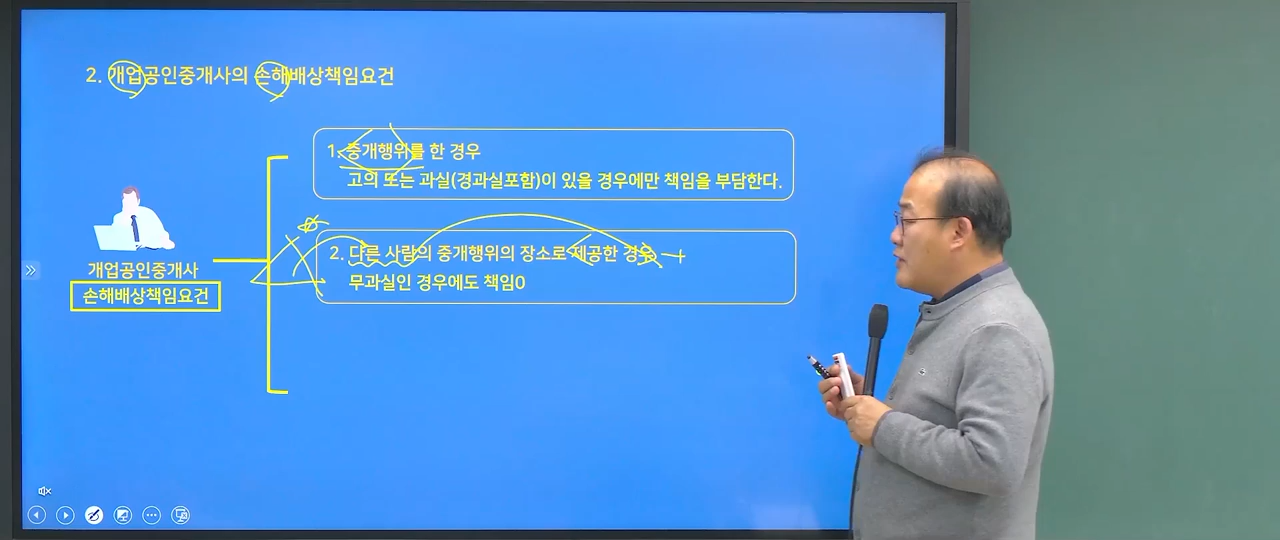 2. 개업공인중개사의 손해배상책임요건
1. 중개행위를 한 경우
고의 또는 과실(경과실포함)이 있을 경우에만 책임을 부담한다.
2. 다른 사람의 중개행위의 장소로 제공한 경우
무과실인 경우에도 책임0
개업공인중개사
손해배상책임요건